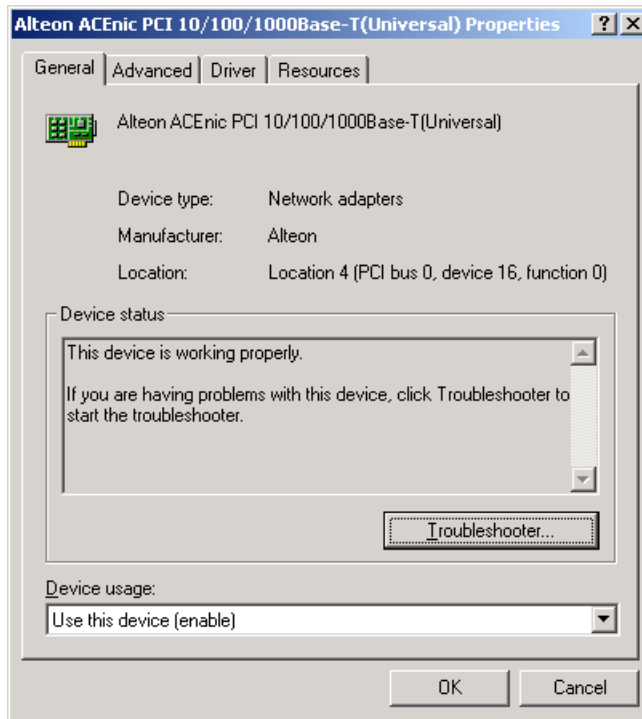 Alteon ACEnic PCI 10/100/1000Base-T(Universal) Properties
General Advanced Driver Resources
Alteon ACEnic PCI 10/100/1000Base-T(Universal)
Device type: Network adapters
Manufacturer: Alteon
Location: Location 4 (PCI bus 0, device 16, function 0)
Device status
This device is working properly.
If you are having problems with this device, click Troubleshooter to
start the troubleshooter.
Troubleshooter...
Device usage:
Use this device (enable)
OK Cancel